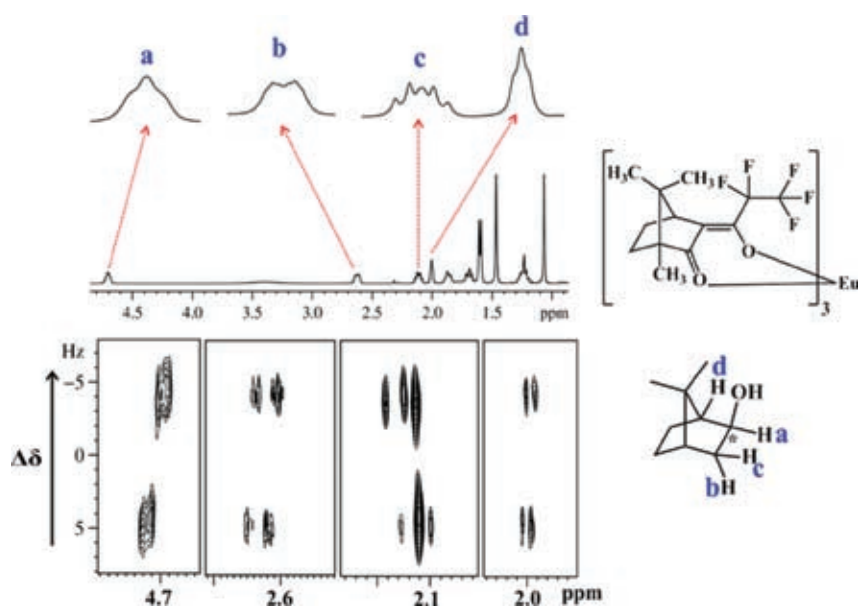 a
b
c
d
4.5 4.0 3.5 3.0 2.5 2.0 1.5 ppm
Hz
Δδ
-5
0
5
4.7 2.6 2.1 2.0 ppm
H₃C CH₃ F F F F F
CH₃ O O Eu
3
d
H OH
H a
H c
b H
*